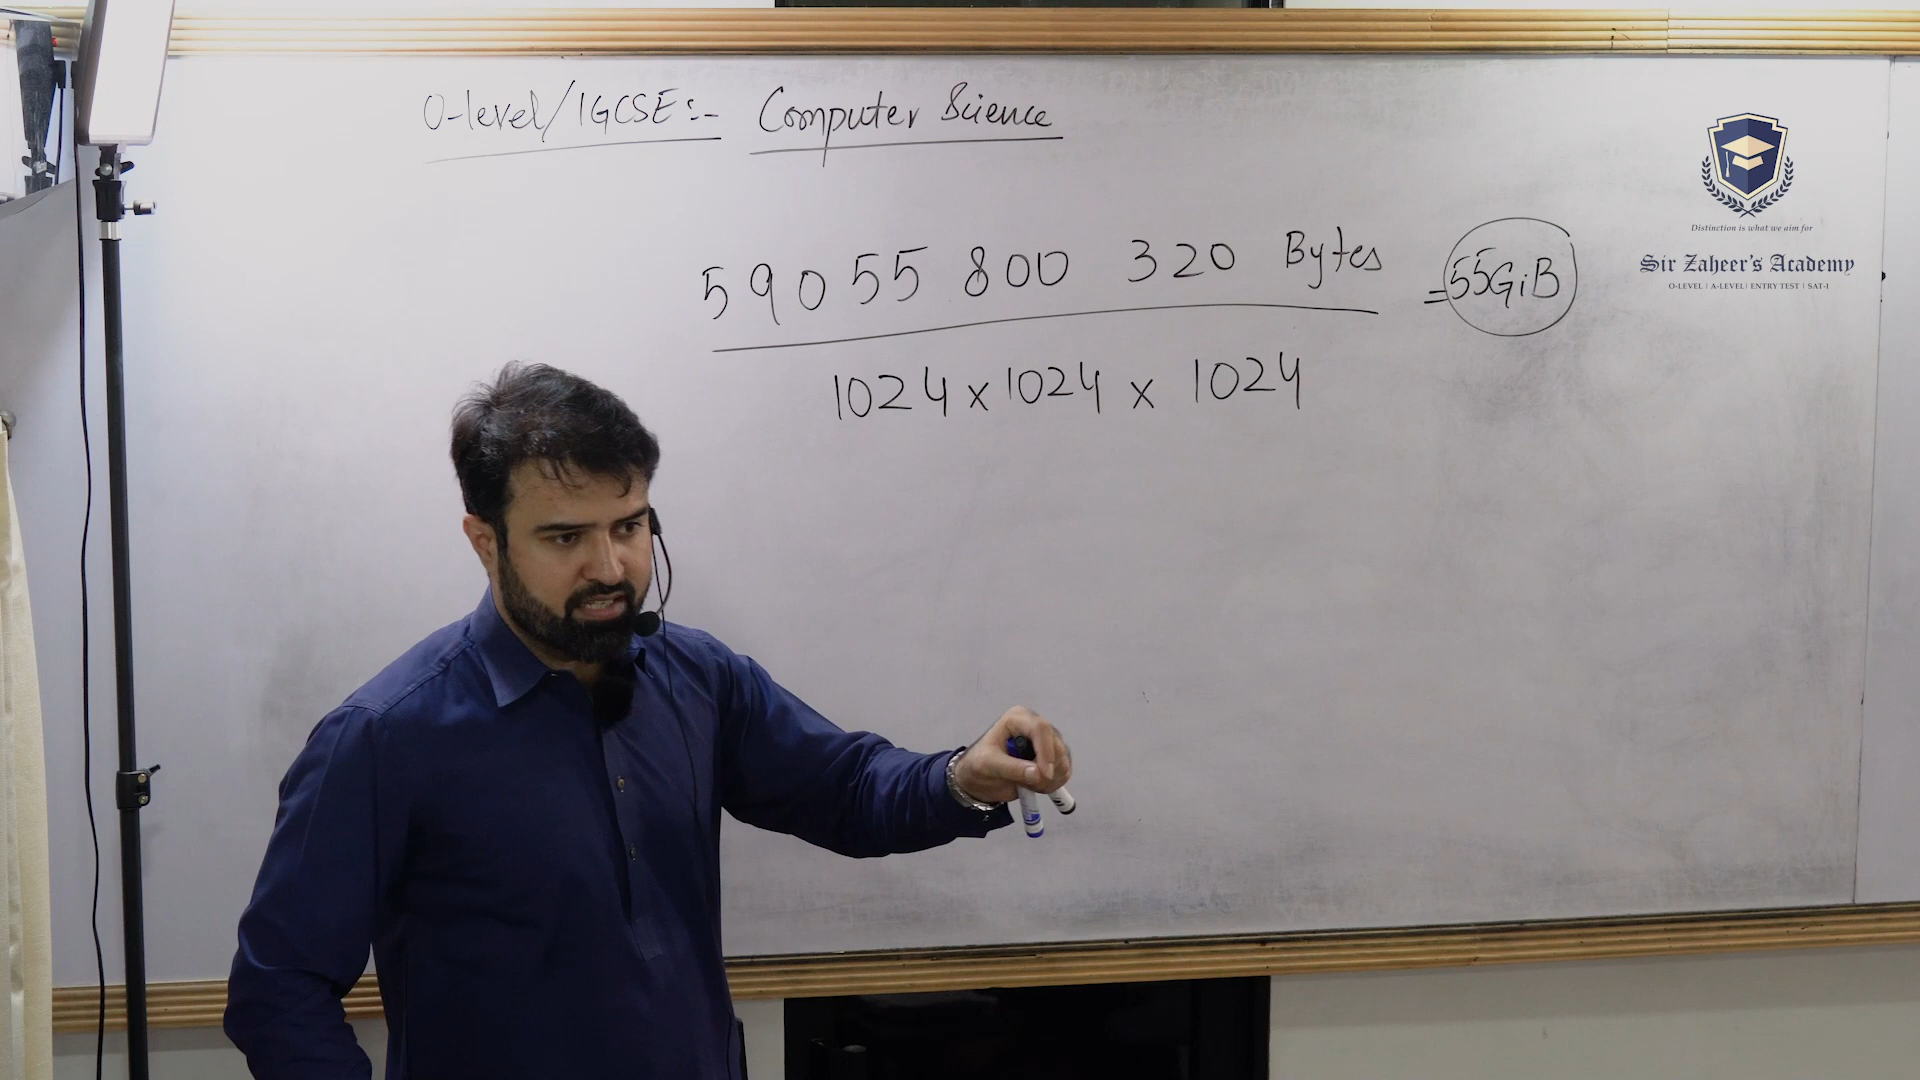 O-level/IGCSE:- Computer Science
59055 800 320 Bytes = 55GiB
1024 x 1024 x 1024
Distinction is what we aim for
Sir Zaheer's Academy
O-LEVEL | A-LEVEL | ENTRY TEST | SAT-I